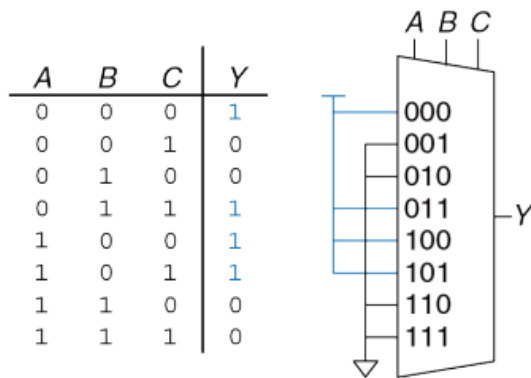 A B C Y
0 0 0 1
0 0 1 0
0 1 0 0
0 1 1 1
1 0 0 1
1 0 1 1
1 1 0 0
1 1 1 0
A B C
000
001
010
011
100
101
110
111
Y